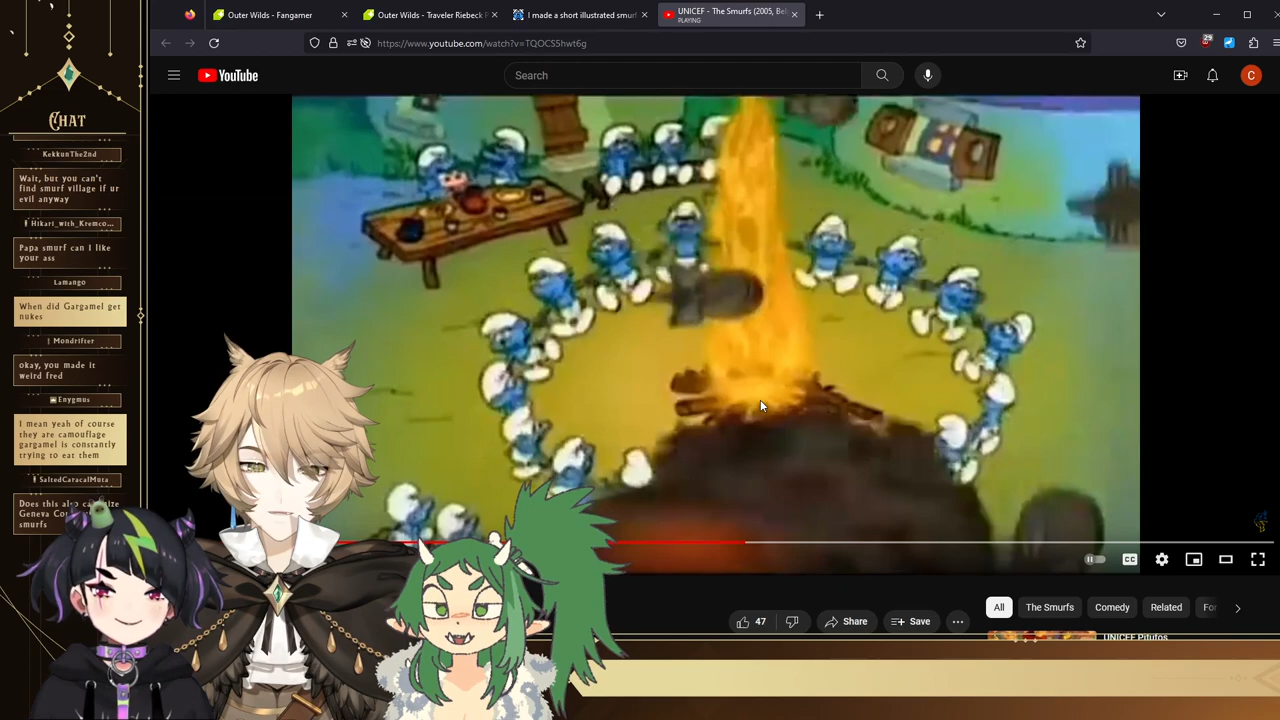 Outer Wilds - Fangamer
Outer Wilds - Traveler Riebeck P
I made a short illustrated smurf
UNICEF - The Smurfs (2005, Bel
PLAYING
https://www.youtube.com/watch?v=TQOCS5hwt6g
29
YouTube
Search
C
CHAT
KekkunThe2nd
Wait, but you can't
find smurf village if ur
evil anyway
Hikari_with_Kremco...
Papa smurf can I like
your ass
Lamango
When did Gargamel get
nukes
Mondrifter
okay, you made it
weird fred
Enygmus
I mean yeah of course
they are camouflage
gargamel is constantly
trying to eat them
SaltedCaracalMuta
Does this also
Geneva
smurfs
CC
All
The Smurfs
Comedy
Related
For
47
Share
Save
UNICEF Pitufos